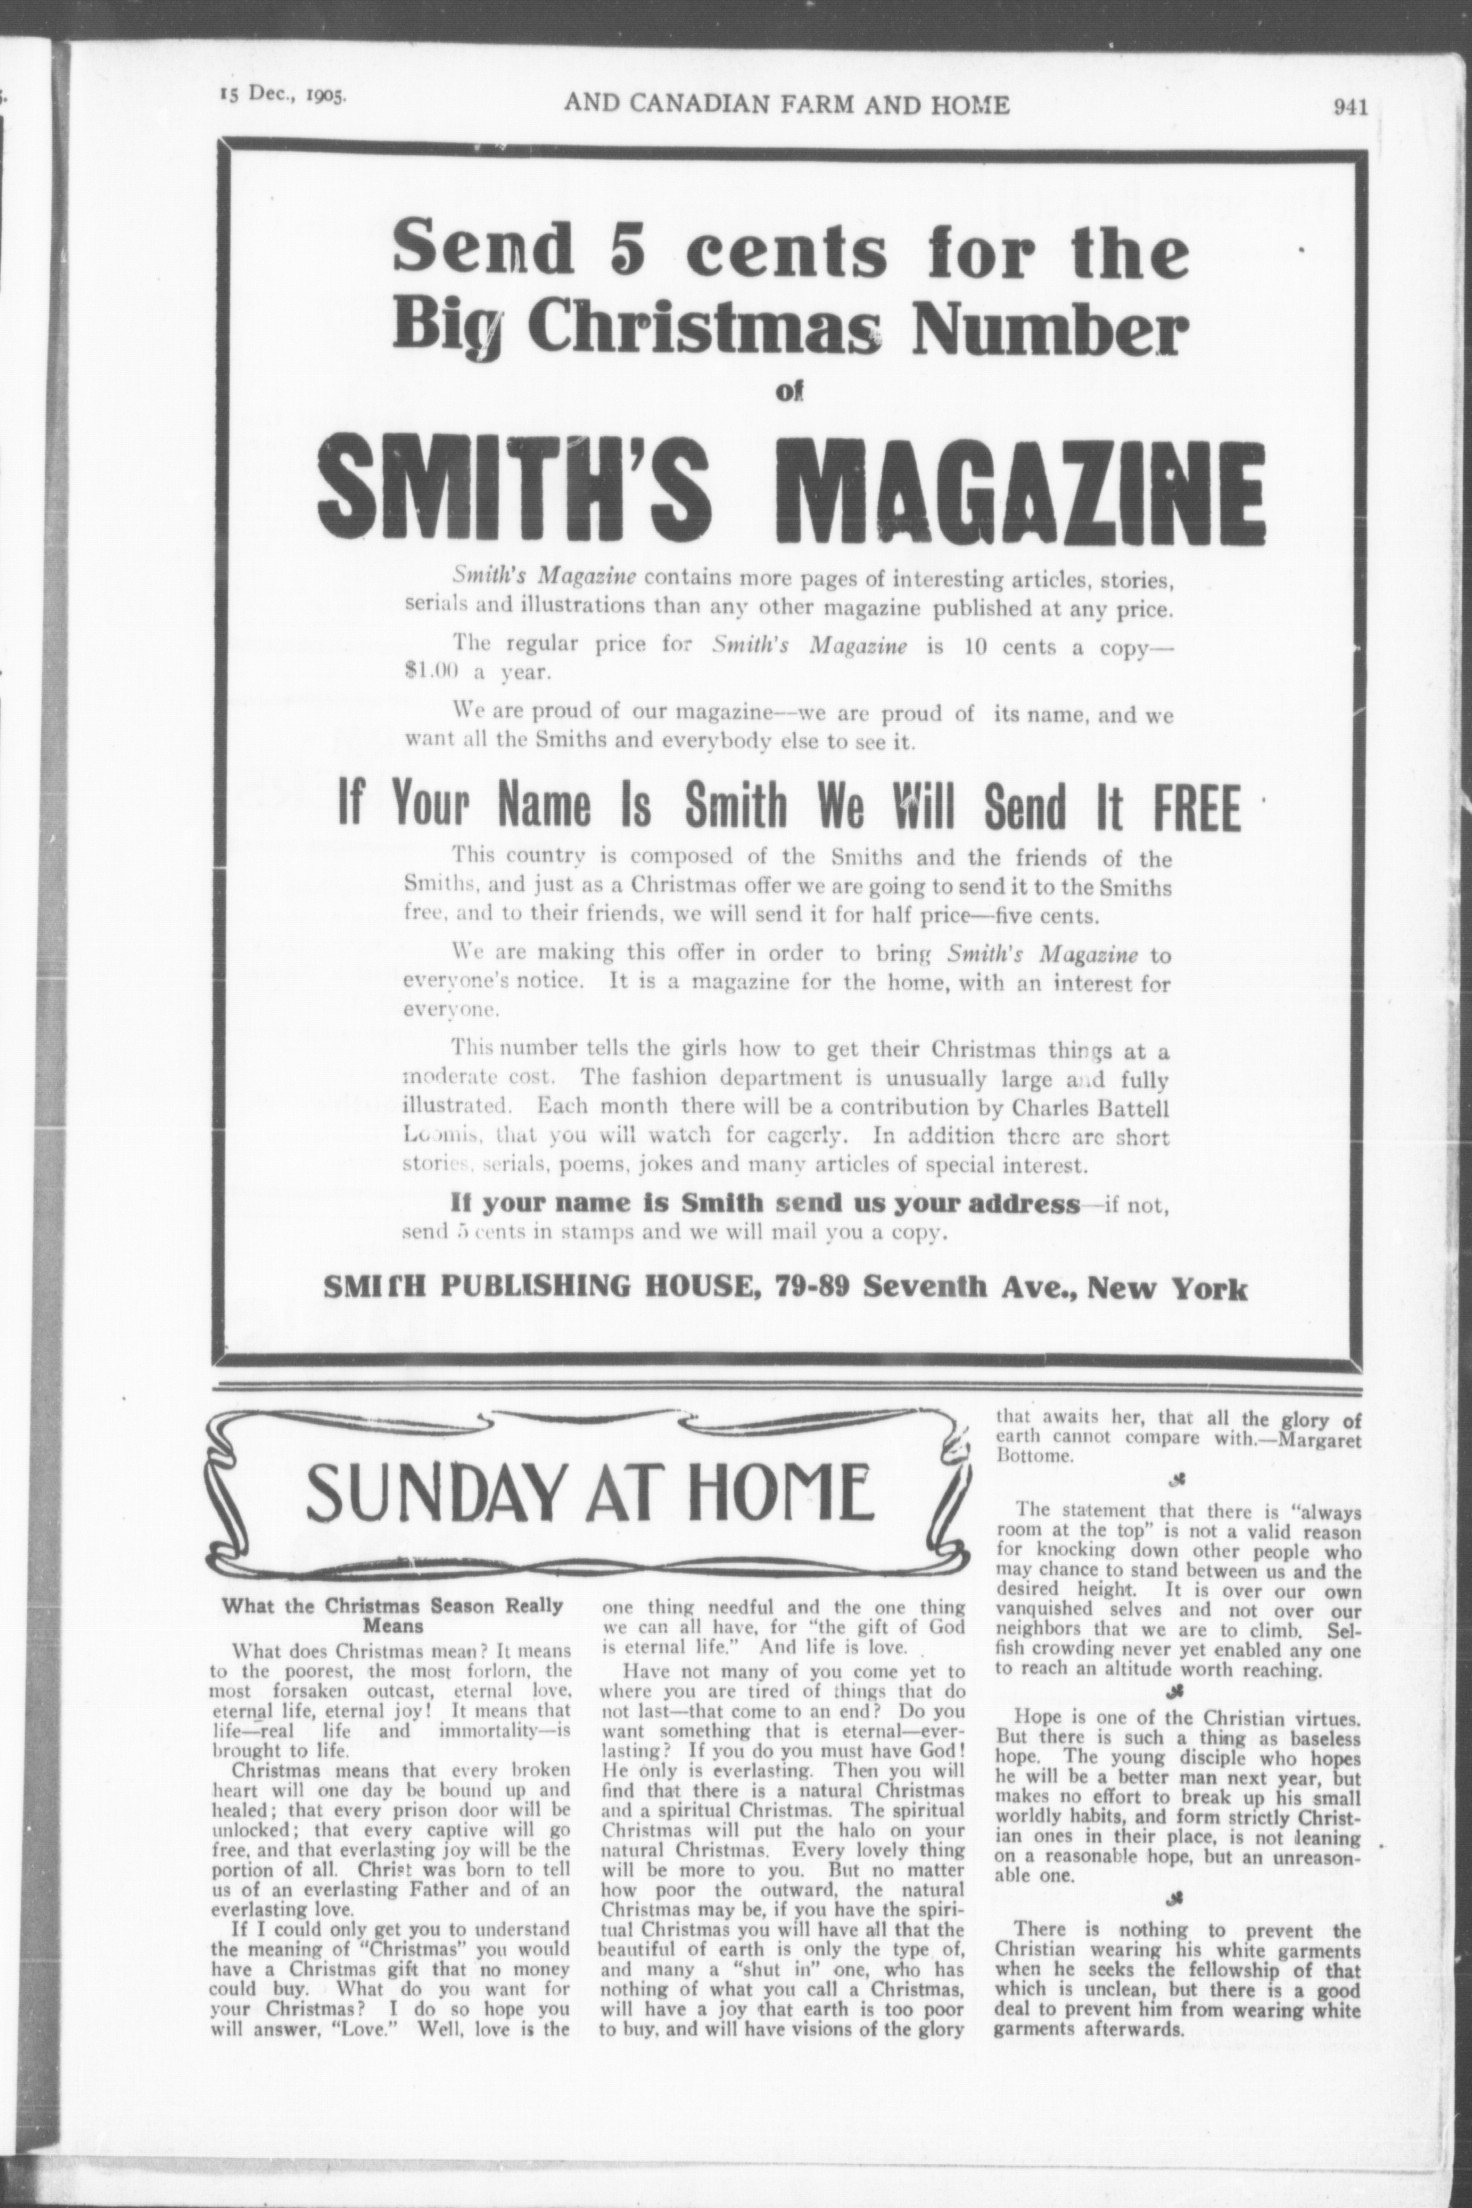 15 Dec., 1905.
AND CANADIAN FARM AND HOME
941
Send 5 cents for the
Big Christmas Number
of
SMITH'S MAGAZINE
Smith's Magazine contains more pages of interesting articles, stories,
serials and illustrations than any other magazine published at any price.
The regular price for Smith's Magazine is 10 cents a copy—
$1.00 a year.
We are proud of our magazine—we are proud of its name, and we
want all the Smiths and everybody else to see it.
If Your Name Is Smith We Will Send It FREE
This country is composed of the Smiths and the friends of the
Smiths, and just as a Christmas offer we are going to send it to the Smiths
free, and to their friends, we will send it for half price—five cents.
We are making this offer in order to bring Smith's Magazine to
everyone's notice. It is a magazine for the home, with an interest for
everyone.
This number tells the girls how to get their Christmas things at a
moderate cost. The fashion department is unusually large and fully
illustrated. Each month there will be a contribution by Charles Battell
Loomis, that you will watch for eagerly. In addition there are short
stories, serials, poems, jokes and many articles of special interest.
If your name is Smith send us your address—if not,
send 5 cents in stamps and we will mail you a copy.
SMITH PUBLISHING HOUSE, 79-89 Seventh Ave., New York
SUNDAY AT HOME
What the Christmas Season Really
Means
What does Christmas mean? It means
to the poorest, the most forlorn, the
most forsaken outcast, eternal love,
eternal life, eternal joy! It means that
life—real life and immortality—is
brought to life.
Christmas means that every broken
heart will one day be bound up and
healed; that every prison door will be
unlocked; that every captive will go
free, and that everlasting joy will be the
portion of all. Christ was born to tell
us of an everlasting Father and of an
everlasting love.
If I could only get you to understand
the meaning of "Christmas" you would
have a Christmas gift that no money
could buy. What do you want for
your Christmas? I do so hope you
will answer, "Love." Well, love is the
one thing needful and the one thing
we can all have, for "the gift of God
is eternal life." And life is love.
Have not many of you come yet to
where you are tired of things that do
not last—that come to an end? Do you
want something that is eternal—ever-
lasting? If you do you must have God!
He only is everlasting. Then you will
find that there is a natural Christmas
and a spiritual Christmas. The spiritual
Christmas will put the halo on your
natural Christmas. Every lovely thing
will be more to you. But no matter
how poor the outward, the natural
Christmas may be, if you have the spiri-
tual Christmas you will have all that the
beautiful of earth is only the type of,
and many a "shut in" one, who has
nothing of what you call a Christmas,
will have a joy that earth is too poor
to buy, and will have visions of the glory
that awaits her, that all the glory of
earth cannot compare with.—Margaret
Bottome.
The statement that there is "always
room at the top" is not a valid reason
for knocking down other people who
may chance to stand between us and the
desired height. It is over our own
vanquished selves and not over our
neighbors that we are to climb. Sel-
fish crowding never yet enabled any one
to reach an altitude worth reaching.
Hope is one of the Christian virtues.
But there is such a thing as baseless
hope. The young disciple who hopes
he will be a better man next year, but
makes no effort to break up his small
worldly habits, and form strictly Christ-
ian ones in their place, is not leaning
on a reasonable hope, but an unreason-
able one.
There is nothing to prevent the
Christian wearing his white garments
when he seeks the fellowship of that
which is unclean, but there is a good
deal to prevent him from wearing white
garments afterwards.